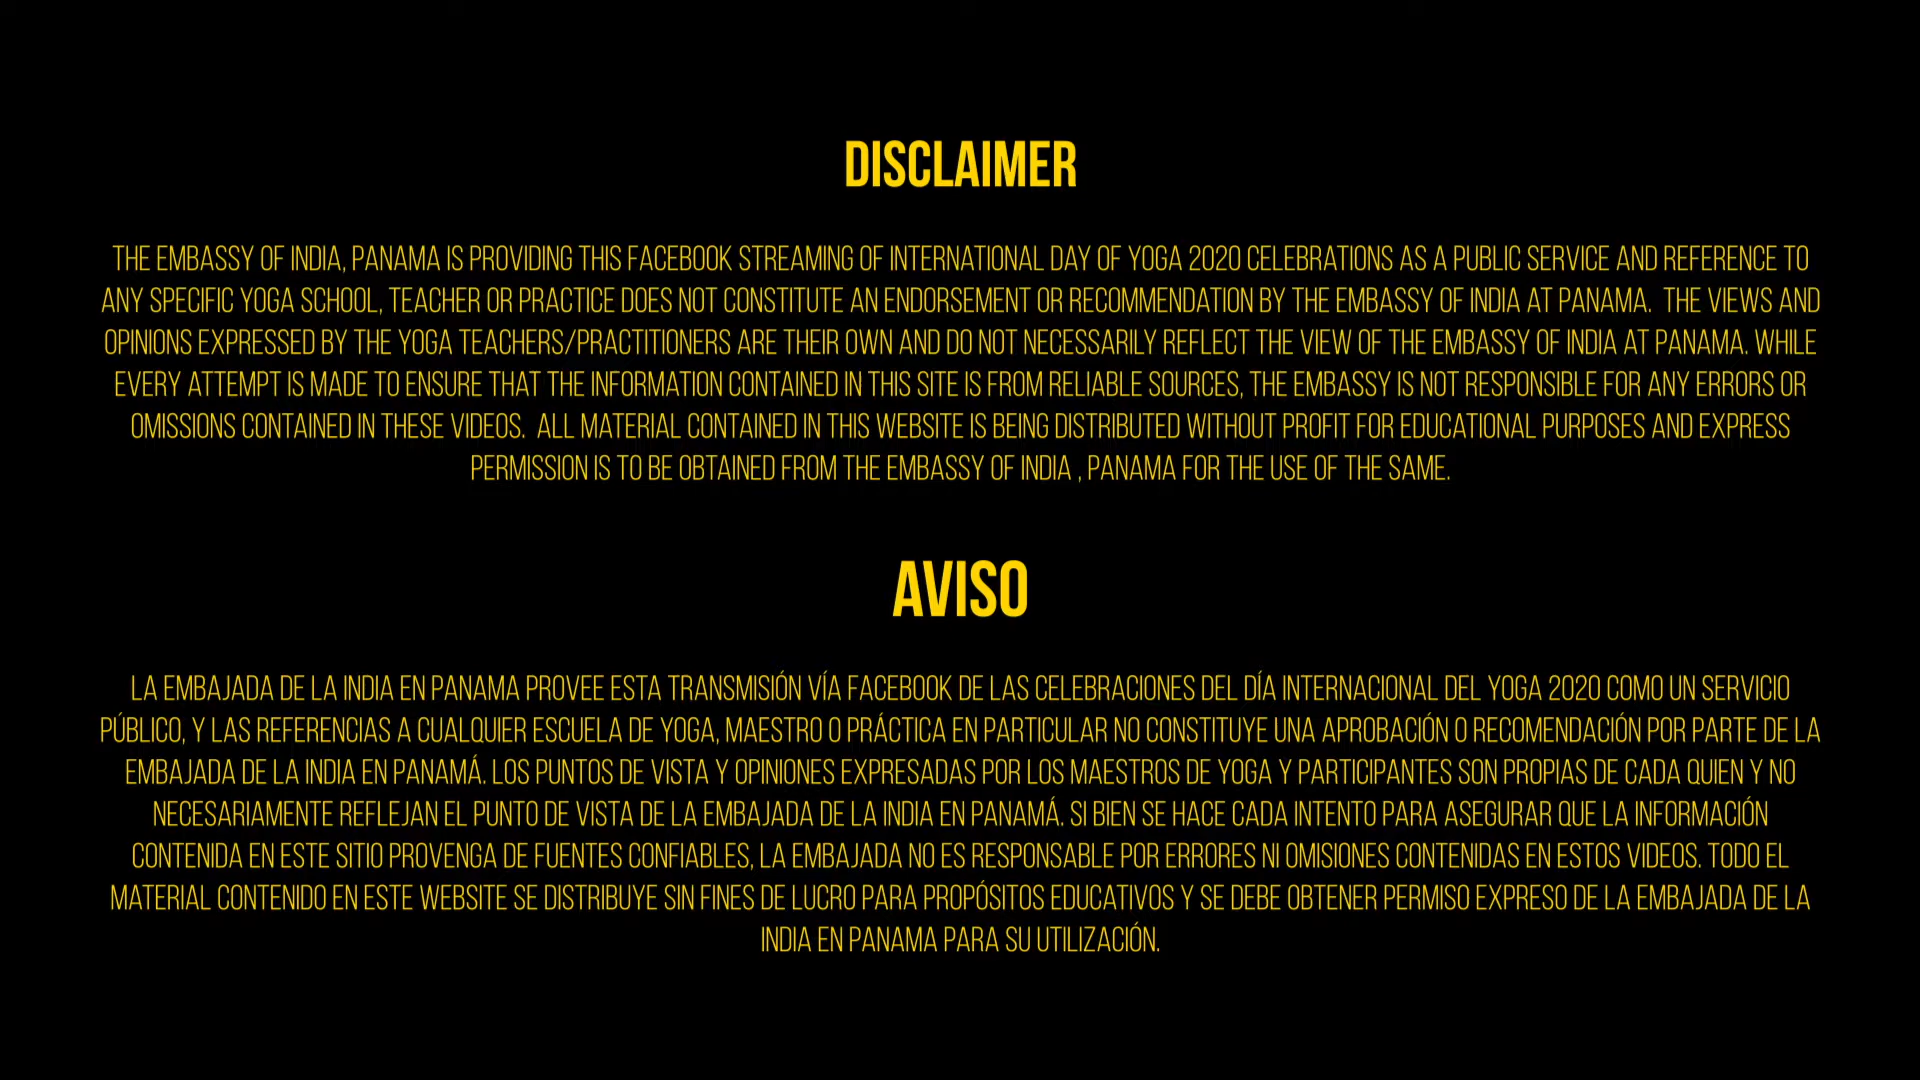 DISCLAIMER
THE EMBASSY OF INDIA, PANAMA IS PROVIDING THIS FACEBOOK STREAMING OF INTERNATIONAL DAY OF YOGA 2020 CELEBRATIONS AS A PUBLIC SERVICE AND REFERENCE TO
ANY SPECIFIC YOGA SCHOOL, TEACHER OR PRACTICE DOES NOT CONSTITUTE AN ENDORSEMENT OR RECOMMENDATION BY THE EMBASSY OF INDIA AT PANAMA. THE VIEWS AND
OPINIONS EXPRESSED BY THE YOGA TEACHERS/PRACTITIONERS ARE THEIR OWN AND DO NOT NECESSARILY REFLECT THE VIEW OF THE EMBASSY OF INDIA AT PANAMA. WHILE
EVERY ATTEMPT IS MADE TO ENSURE THAT THE INFORMATION CONTAINED IN THIS SITE IS FROM RELIABLE SOURCES, THE EMBASSY IS NOT RESPONSIBLE FOR ANY ERRORS OR
OMISSIONS CONTAINED IN THESE VIDEOS. ALL MATERIAL CONTAINED IN THIS WEBSITE IS BEING DISTRIBUTED WITHOUT PROFIT FOR EDUCATIONAL PURPOSES AND EXPRESS
PERMISSION IS TO BE OBTAINED FROM THE EMBASSY OF INDIA , PANAMA FOR THE USE OF THE SAME.
AVISO
LA EMBAJADA DE LA INDIA EN PANAMA PROVEE ESTA TRANSMISIÓN VÍA FACEBOOK DE LAS CELEBRACIONES DEL DÍA INTERNACIONAL DEL YOGA 2020 COMO UN SERVICIO
PÚBLICO, Y LAS REFERENCIAS A CUALQUIER ESCUELA DE YOGA, MAESTRO O PRÁCTICA EN PARTICULAR NO CONSTITUYE UNA APROBACIÓN O RECOMENDACIÓN POR PARTE DE LA
EMBAJADA DE LA INDIA EN PANAMÁ. LOS PUNTOS DE VISTA Y OPINIONES EXPRESADAS POR LOS MAESTROS DE YOGA Y PARTICIPANTES SON PROPIAS DE CADA QUIEN Y NO
NECESARIAMENTE REFLEJAN EL PUNTO DE VISTA DE LA EMBAJADA DE LA INDIA EN PANAMÁ. SI BIEN SE HACE CADA INTENTO PARA ASEGURAR QUE LA INFORMACIÓN
CONTENIDA EN ESTE SITIO PROVENGA DE FUENTES CONFIABLES, LA EMBAJADA NO ES RESPONSABLE POR ERRORES NI OMISIONES CONTENIDAS EN ESTOS VIDEOS. TODO EL
MATERIAL CONTENIDO EN ESTE WEBSITE SE DISTRIBUYE SIN FINES DE LUCRO PARA PROPÓSITOS EDUCATIVOS Y SE DEBE OBTENER PERMISO EXPRESO DE LA EMBAJADA DE LA
INDIA EN PANAMA PARA SU UTILIZACIÓN.